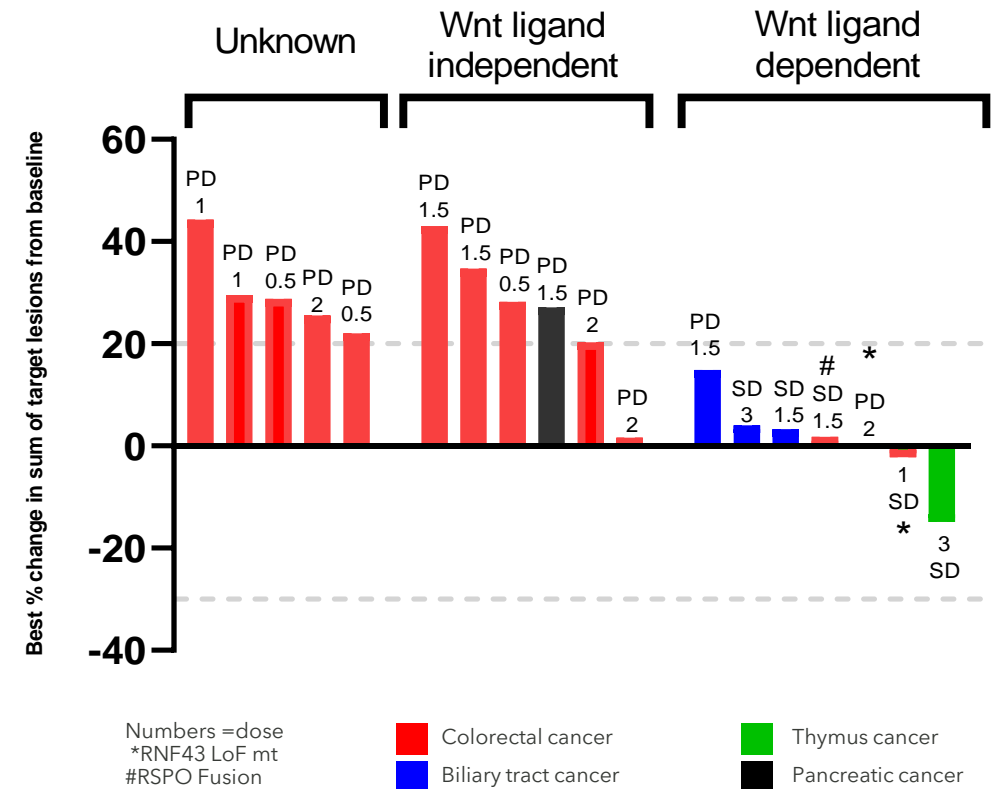 Unknown
Wnt ligand
independent
Wnt ligand
dependent
Best % change in sum of target lesions from baseline
60
40
20
0
-20
-40
PD
1
PD
1
PD
0.5
PD
2
PD
0.5
PD
1.5
PD
1.5
PD
0.5
PD
1.5
PD
2
PD
2
PD
1.5
SD
3
SD
1.5
#
SD
1.5
*
PD
2
1
SD
*
3
SD
Numbers =dose
*RNF43 LoF mt
#RSPO Fusion
Colorectal cancer
Biliary tract cancer
Thymus cancer
Pancreatic cancer